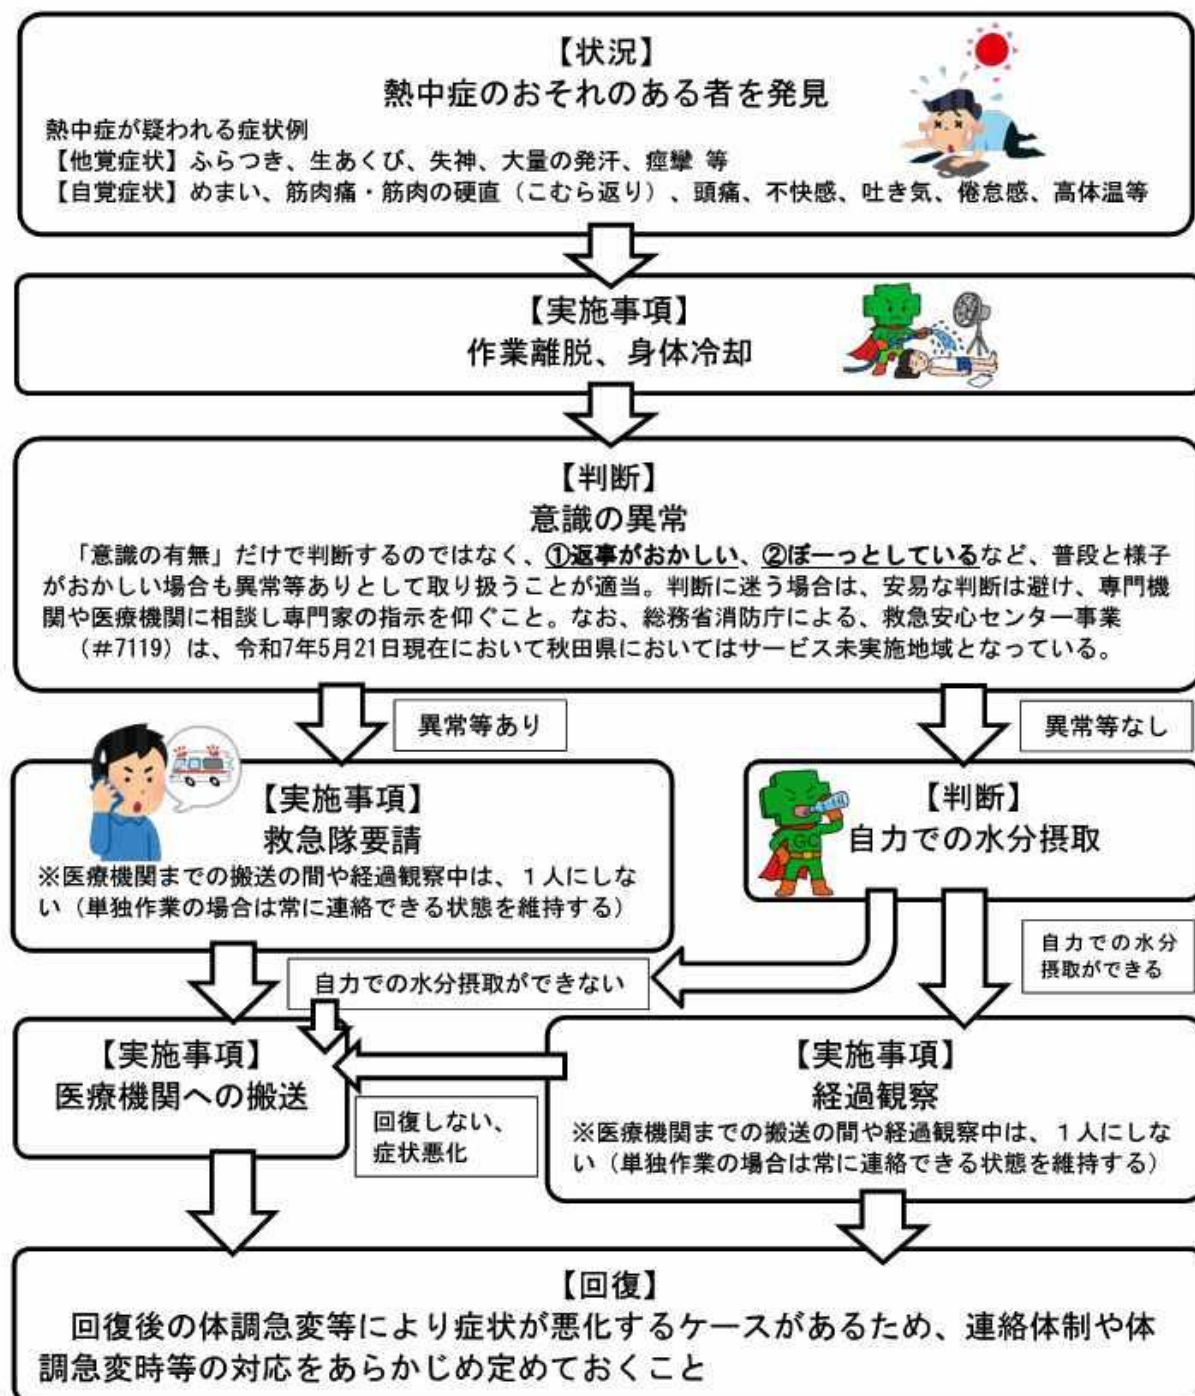 【状況】
熱中症のおそれのある者を発見
熱中症が疑われる症状例
【他覚症状】ふらつき、生あくび、失神、大量の発汗、痙攣 等
【自覚症状】めまい、筋肉痛・筋肉の硬直（こむら返り）、頭痛、不快感、吐き気、倦怠感、高体温等
【実施事項】
作業離脱、身体冷却
【判断】
意識の異常
「意識の有無」だけで判断するのではなく、①返事がおかしい、②ぼーっとしているなど、普段と様子
がおかしい場合も異常等ありとして取り扱うことが適当。判断に迷う場合は、安易な判断は避け、専門機
関や医療機関に相談し専門家の指示を仰ぐこと。なお、総務省消防庁による、救急安心センター事業
（＃7119）は、令和7年5月21日現在において秋田県においてはサービス未実施地域となっている。
異常等あり
異常等なし
【実施事項】
救急隊要請
※医療機関までの搬送の間や経過観察中は、１人にしな
い（単独作業の場合は常に連絡できる状態を維持する）
【判断】
自力での水分摂取
GC
自力での水分
摂取ができる
自力での水分摂取ができない
【実施事項】
医療機関への搬送
回復しない、
症状悪化
【実施事項】
経過観察
※医療機関までの搬送の間や経過観察中は、１人にしな
い（単独作業の場合は常に連絡できる状態を維持する）
【回復】
回復後の体調急変等により症状が悪化するケースがあるため、連絡体制や体
調急変時等の対応をあらかじめ定めておくこと